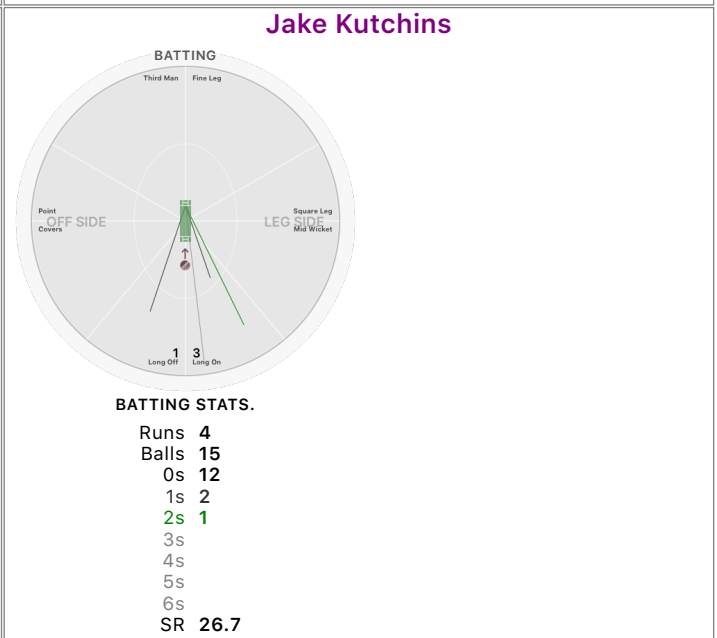 Jake Kutchins
BATTING
Third Man Fine Leg
Point Square Leg
OFF SIDE LEG SIDE
Covers Mid Wicket
1 3
Long Off Long On
BATTING STATS.
Runs 4
Balls 15
0s 12
1s 2
2s 1
3s
4s
5s
6s
SR 26.7